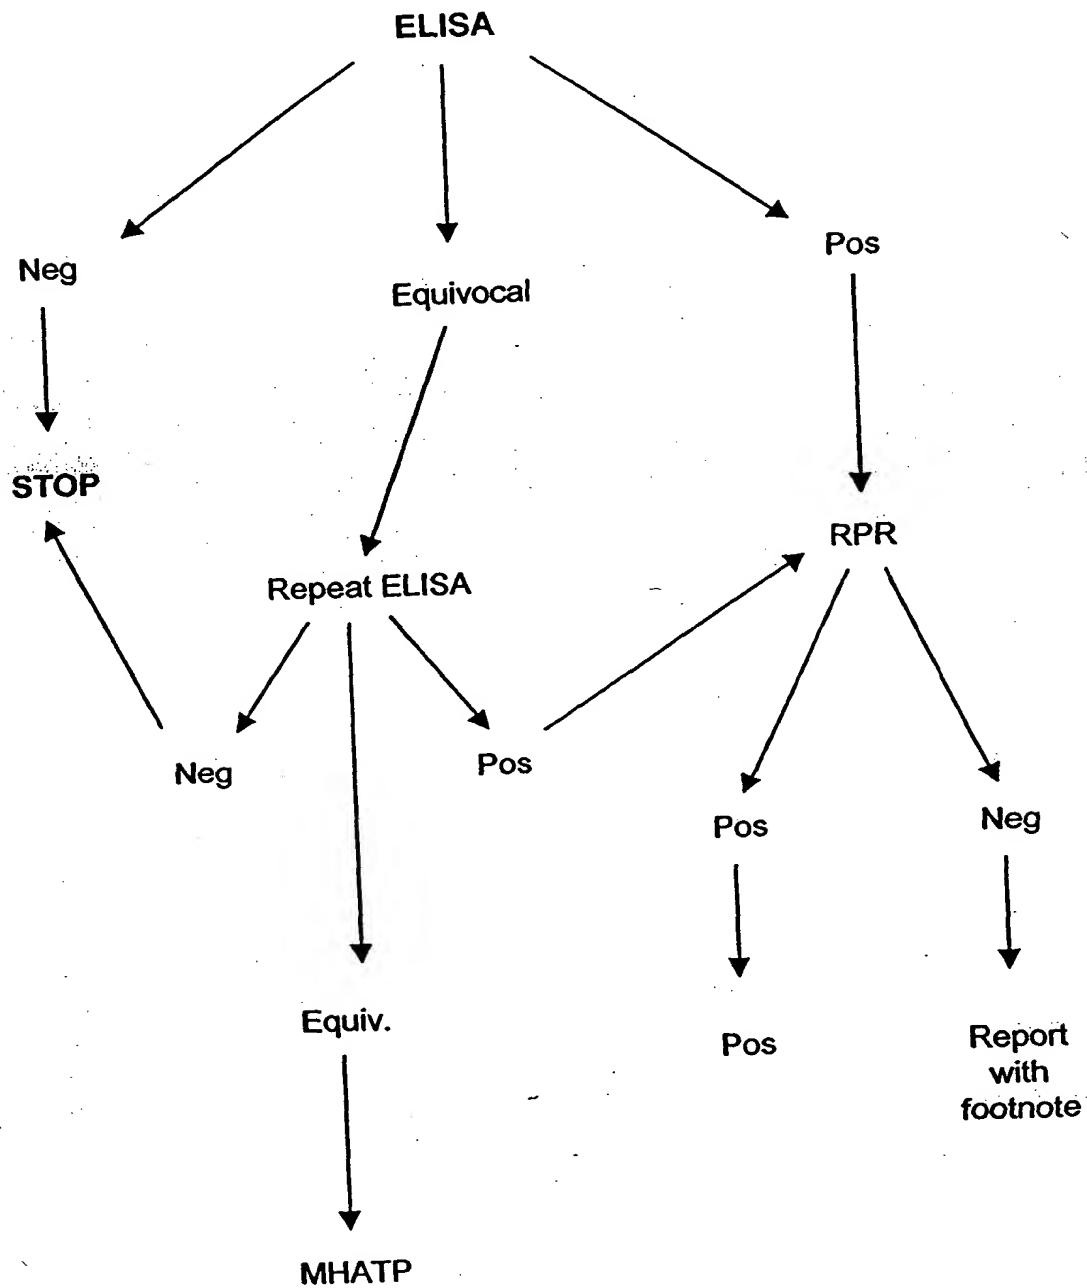 ELISA
Neg
Equivocal
Pos
STOP
RPR
Repeat ELISA
Neg
Pos
Pos
Neg
Equiv.
Pos
Report
with
footnote
MHATP